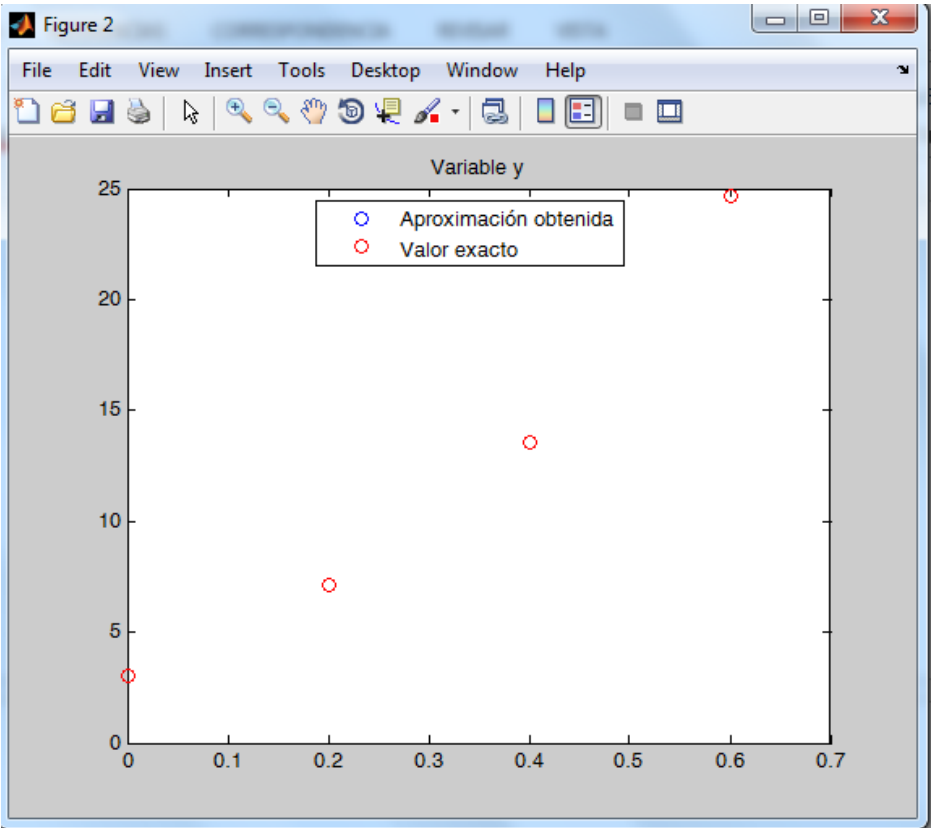 Figure 2
File Edit View Insert Tools Desktop Window Help
Variable y
Aproximación obtenida
Valor exacto
25
20
15
10
5
0
0 0.1 0.2 0.3 0.4 0.5 0.6 0.7